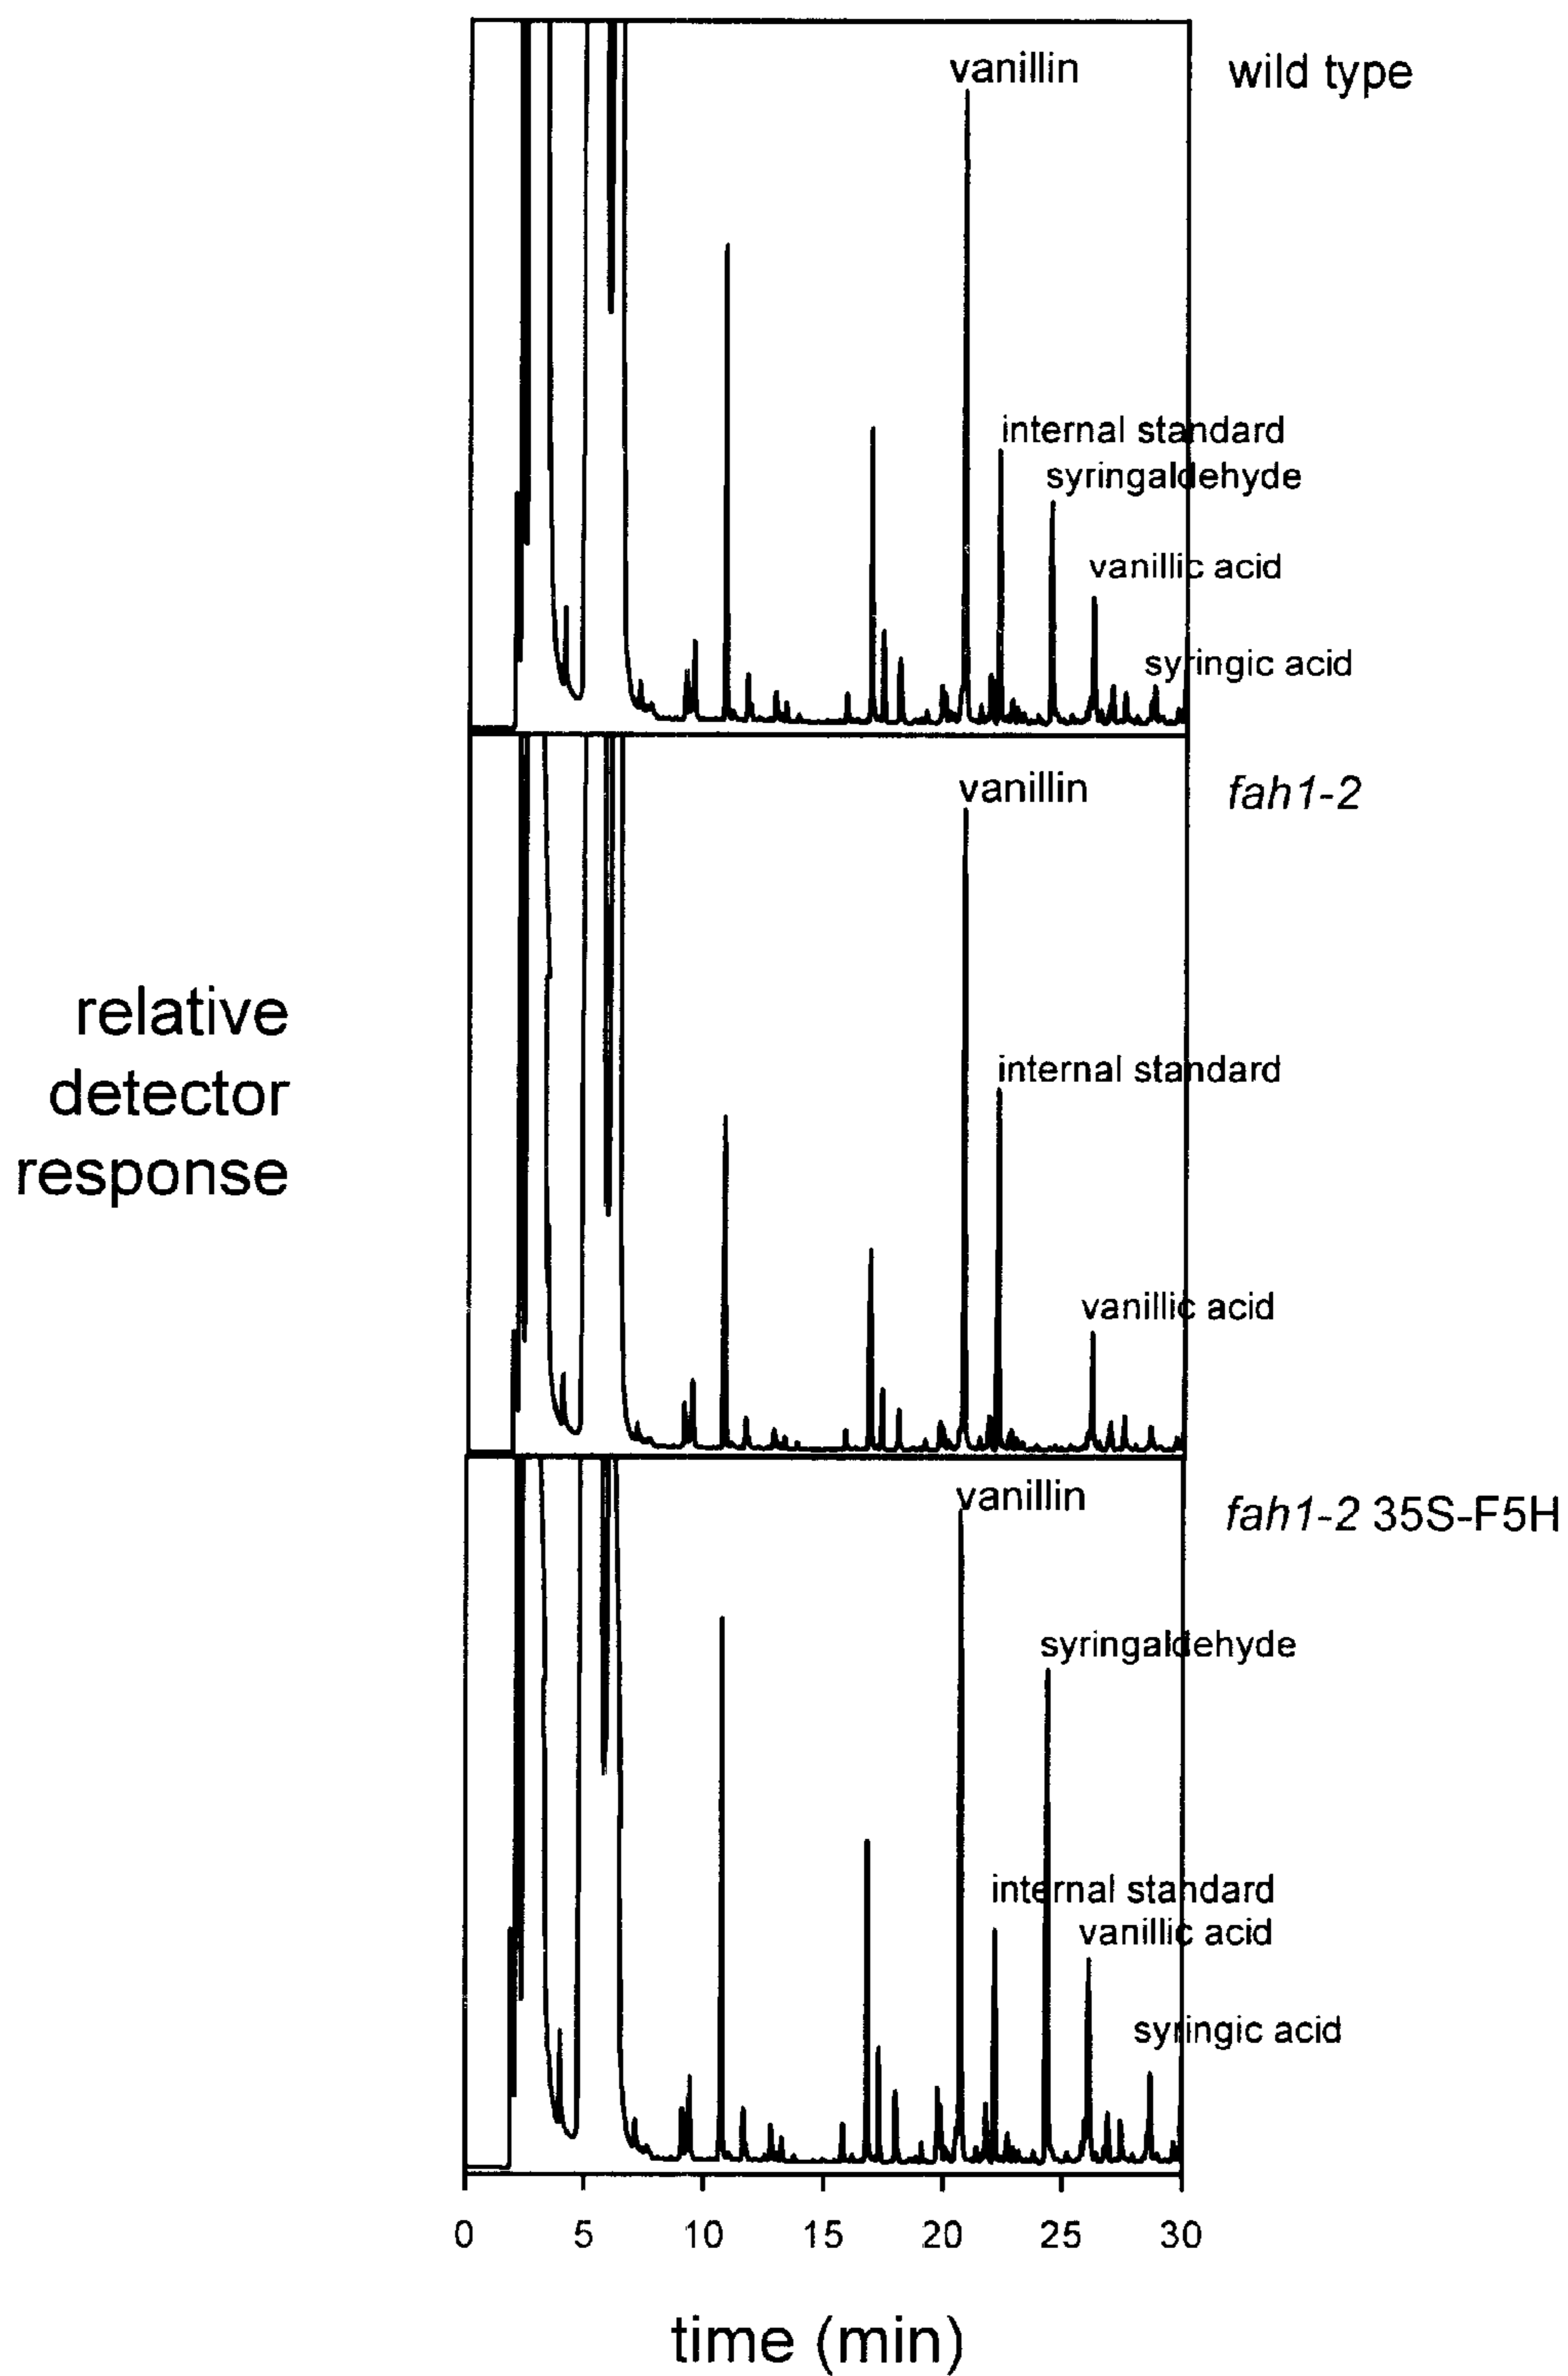 vanillin
wild type
internal standard
syringaldehyde
vanillic acid
syringic acid
vanillin
fah1-2
relative
detector
response
internal standard
vanillic acid
vanillin
fah1-2 35S-F5H
syringaldehyde
internal standard
vanillic acid
syringic acid
0 5 10 15 20 25 30
time (min)